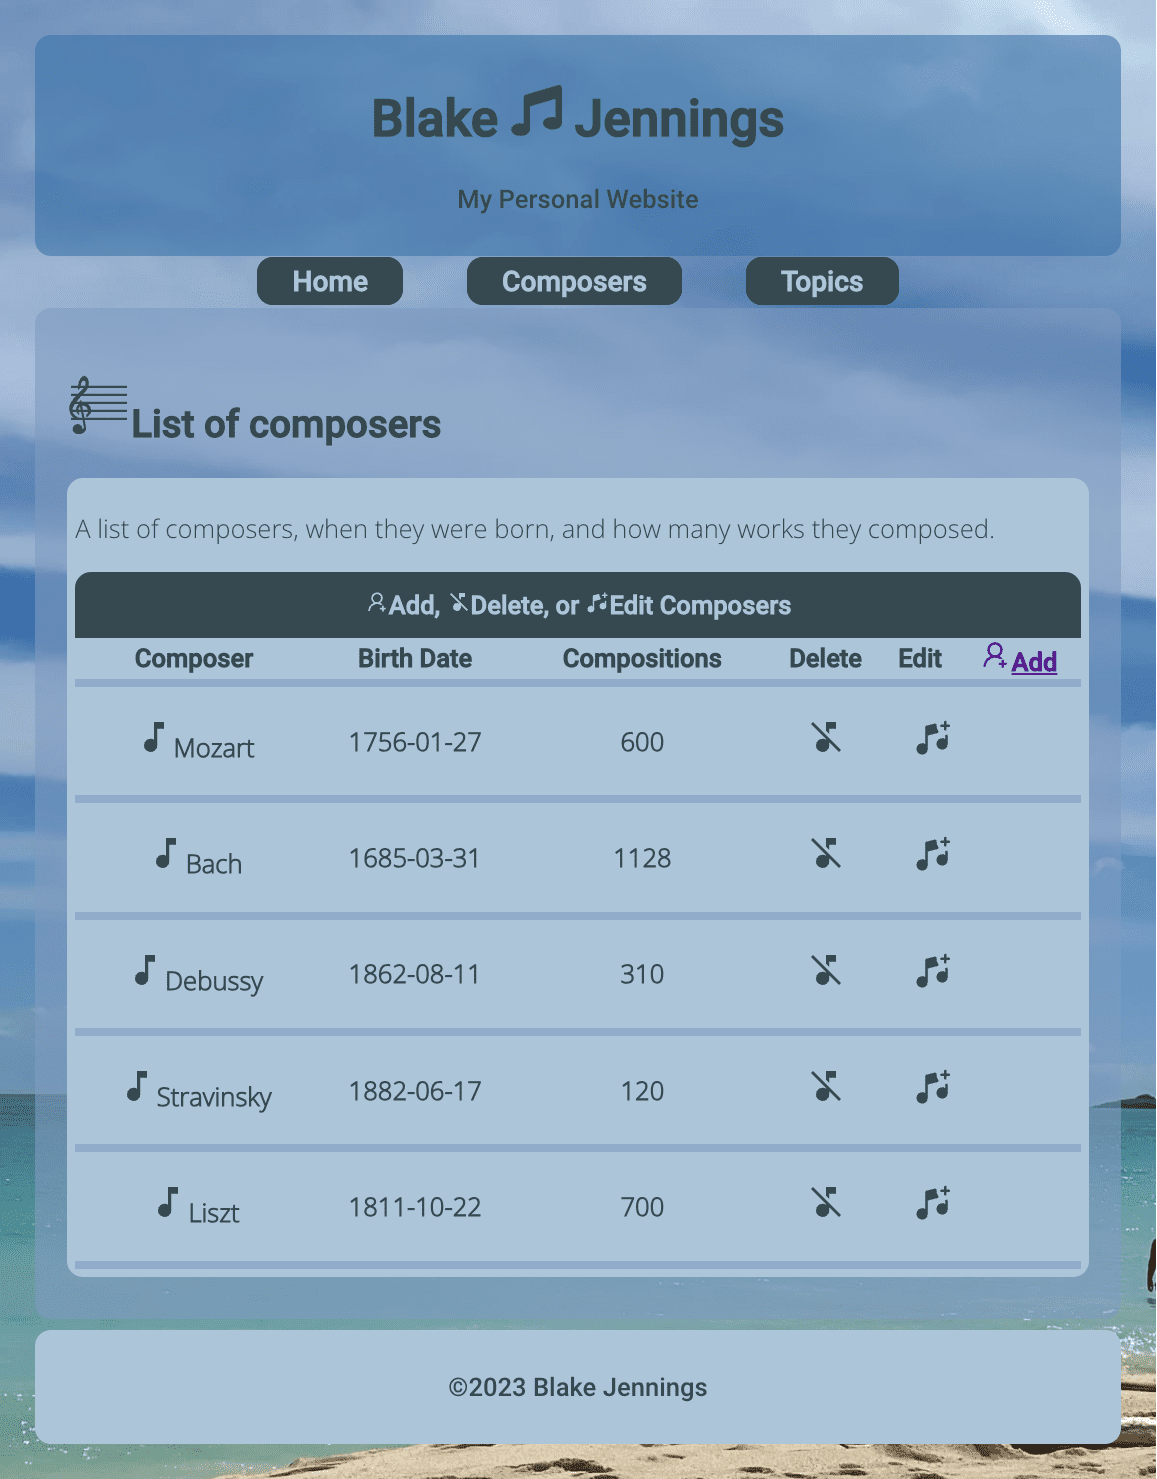 Blake Jennings
My Personal Website
Home Composers Topics
List of composers
A list of composers, when they were born, and how many works they composed.
Add, Delete, or Edit Composers
Composer Birth Date Compositions Delete Edit Add
Mozart 1756-01-27 600
Bach 1685-03-31 1128
Debussy 1862-08-11 310
Stravinsky 1882-06-17 120
Liszt 1811-10-22 700
©2023 Blake Jennings